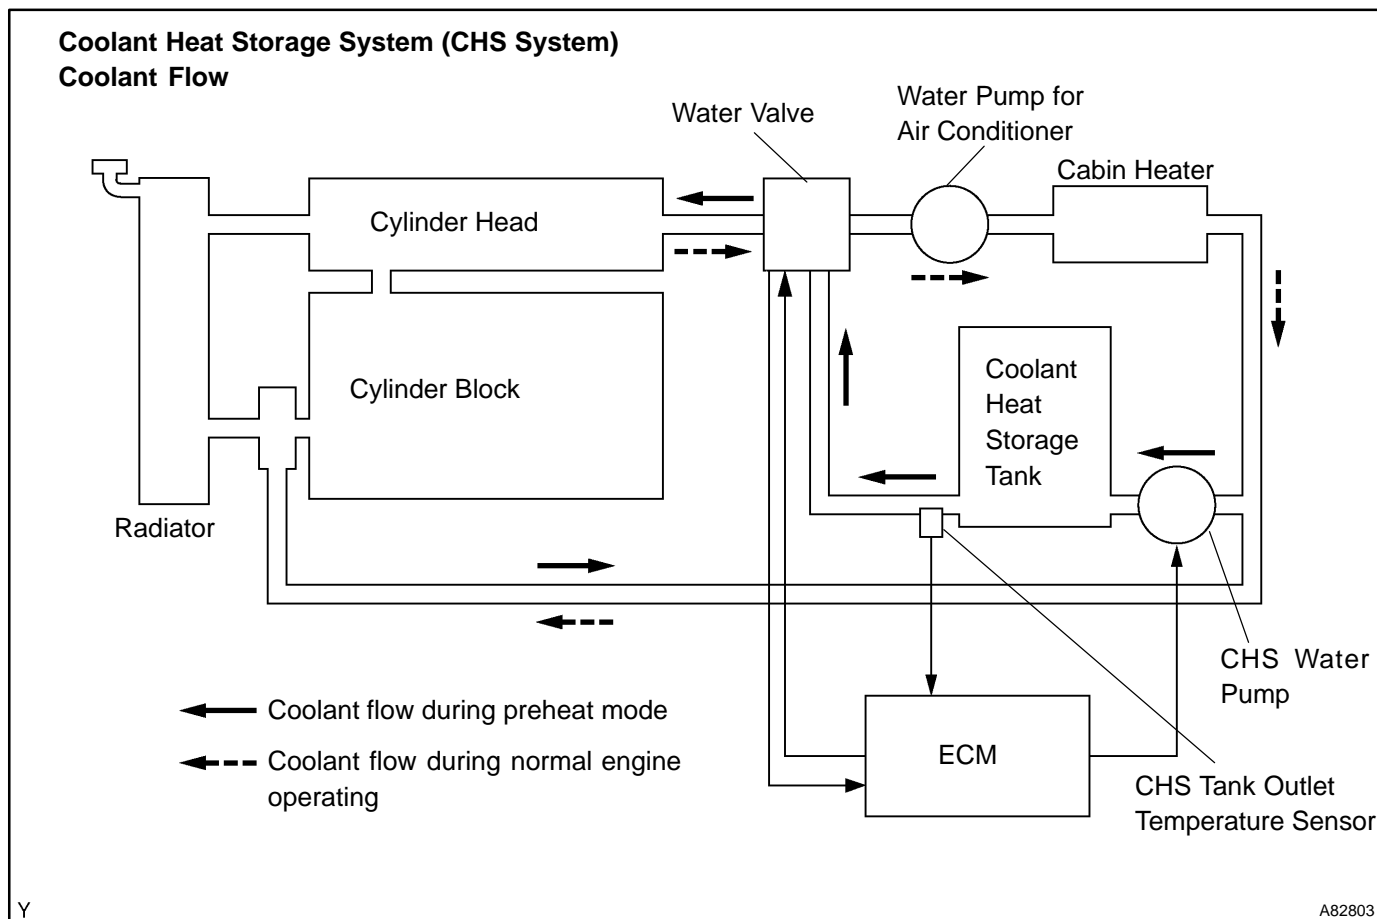 Coolant Heat Storage System (CHS System)
Coolant Flow
Water Valve
Water Pump for
Air Conditioner
Cabin Heater
Cylinder Head
Cylinder Block
Coolant
Heat
Storage
Tank
Radiator
CHS Water
Pump
Coolant flow during preheat mode
Coolant flow during normal engine
operating
ECM
CHS Tank Outlet
Temperature Sensor
Y
A82803